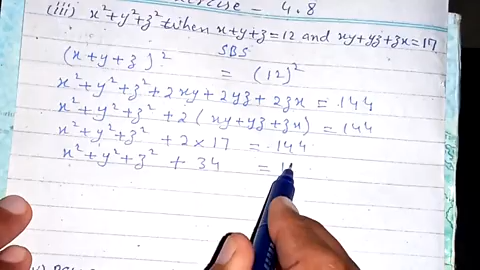 Exercise - 4.8
(iii) x²+y²+z² when x+y+z=12 and xy+yz+zx=17
SBS
(x+y+z)² = (12)²
x²+y²+z²+2xy+2yz+2zx = 144
x²+y²+z²+2(xy+yz+zx) = 144
x²+y²+z² + 2×17 = 144
x²+y²+z² + 34 = 1